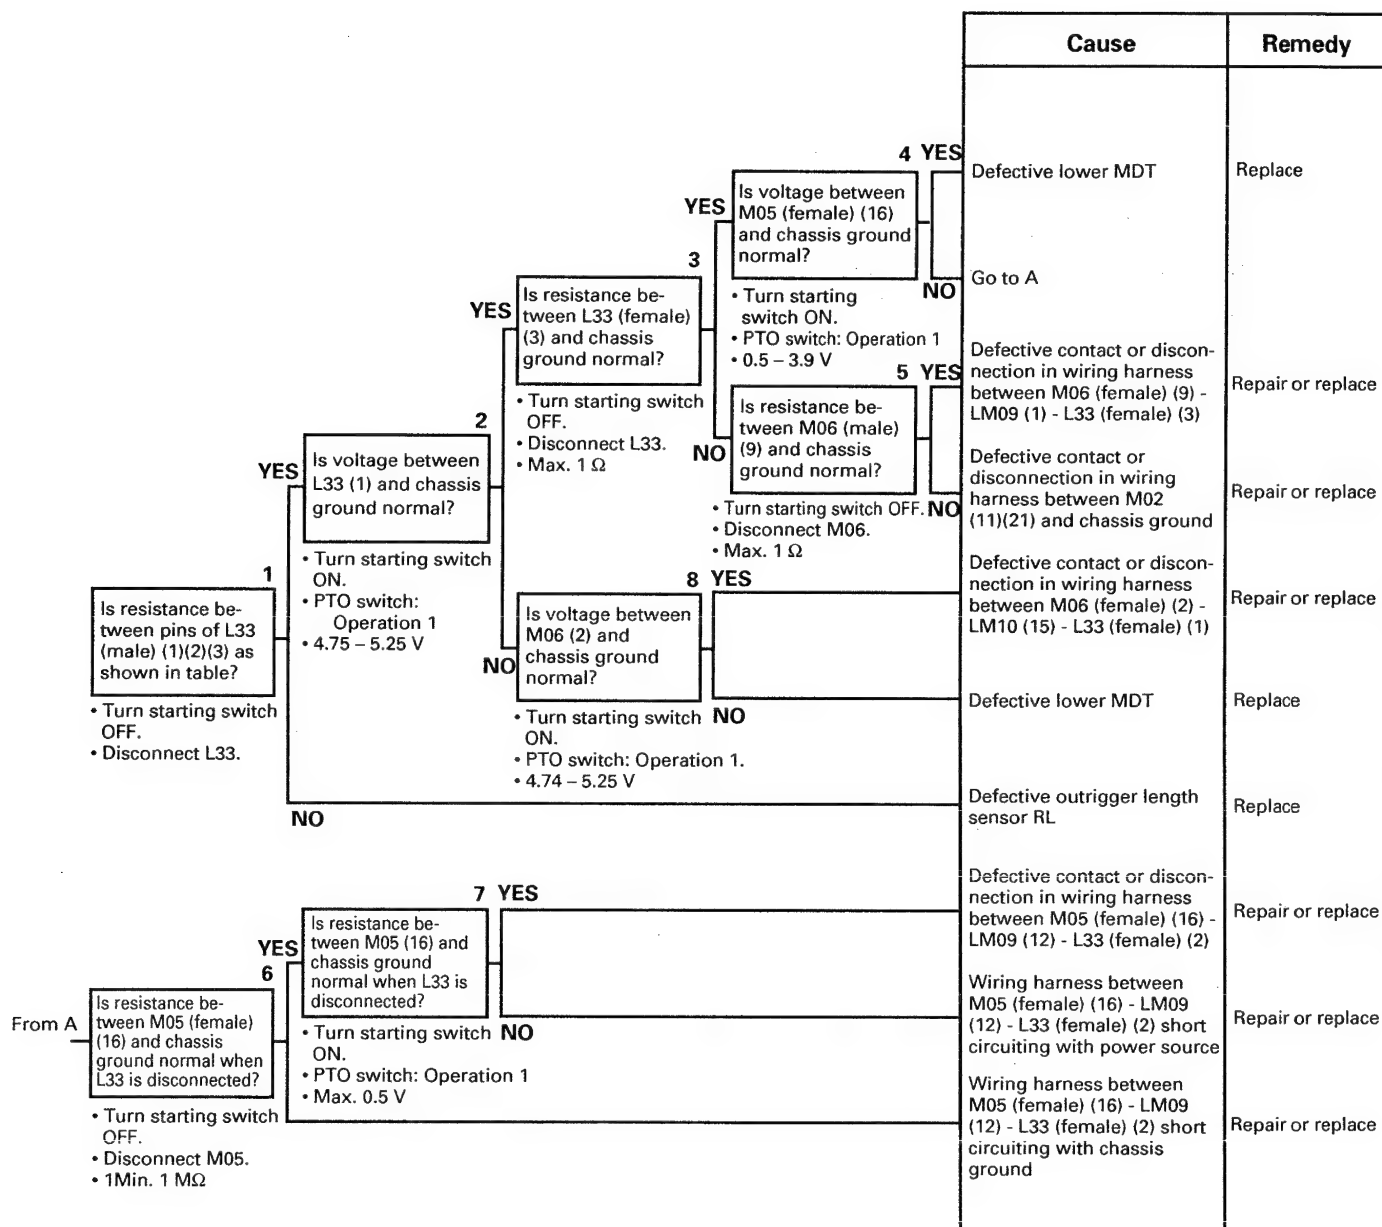 Cause
Remedy
4 YES
Is voltage between
M05 (female) (16)
and chassis ground
normal?
YES
Defective lower MDT
Replace
NO
Go to A
• Turn starting
switch ON.
• PTO switch: Operation 1
• 0.5 – 3.9 V
3
YES
Is resistance be-
tween L33 (female)
(3) and chassis
ground normal?
• Turn starting switch
OFF.
• Disconnect L33.
• Max. 1 Ω
5 YES
Defective contact or discon-
nection in wiring harness
between M06 (female) (9) -
LM09 (1) - L33 (female) (3)
Repair or replace
NO
Is resistance be-
tween M06 (male)
(9) and chassis
ground normal?
• Turn starting switch OFF.
• Disconnect M06.
• Max. 1 Ω
NO
Defective contact or
disconnection in wiring
harness between M02
(11)(21) and chassis ground
Repair or replace
2
YES
Is voltage between
L33 (1) and chassis
ground normal?
• Turn starting switch
ON.
• PTO switch:
Operation 1
• 4.75 – 5.25 V
8 YES
NO
Is voltage between
M06 (2) and
chassis ground
normal?
• Turn starting switch
ON.
• PTO switch: Operation 1.
• 4.74 – 5.25 V
Defective contact or discon-
nection in wiring harness
between M06 (female) (2) -
LM10 (15) - L33 (female) (1)
Repair or replace
NO
Defective lower MDT
Replace
1
Is resistance be-
tween pins of L33
(male) (1)(2)(3) as
shown in table?
• Turn starting switch
OFF.
• Disconnect L33.
NO
Defective outrigger length
sensor RL
Replace
7 YES
YES
Is resistance be-
tween M05 (16) and
chassis ground
normal when L33 is
disconnected?
• Turn starting switch
ON.
• PTO switch: Operation 1
• Max. 0.5 V
Defective contact or discon-
nection in wiring harness
between M05 (female) (16) -
LM09 (12) - L33 (female) (2)
Repair or replace
NO
Wiring harness between
M05 (female) (16) - LM09
(12) - L33 (female) (2) short
circuiting with power source
Repair or replace
6
From A
Is resistance be-
tween M05 (female)
(16) and chassis
ground normal when
L33 is disconnected?
• Turn starting switch
OFF.
• Disconnect M05.
• 1Min. 1 MΩ
Wiring harness between
M05 (female) (16) - LM09
(12) - L33 (female) (2) short
circuiting with chassis
ground
Repair or replace